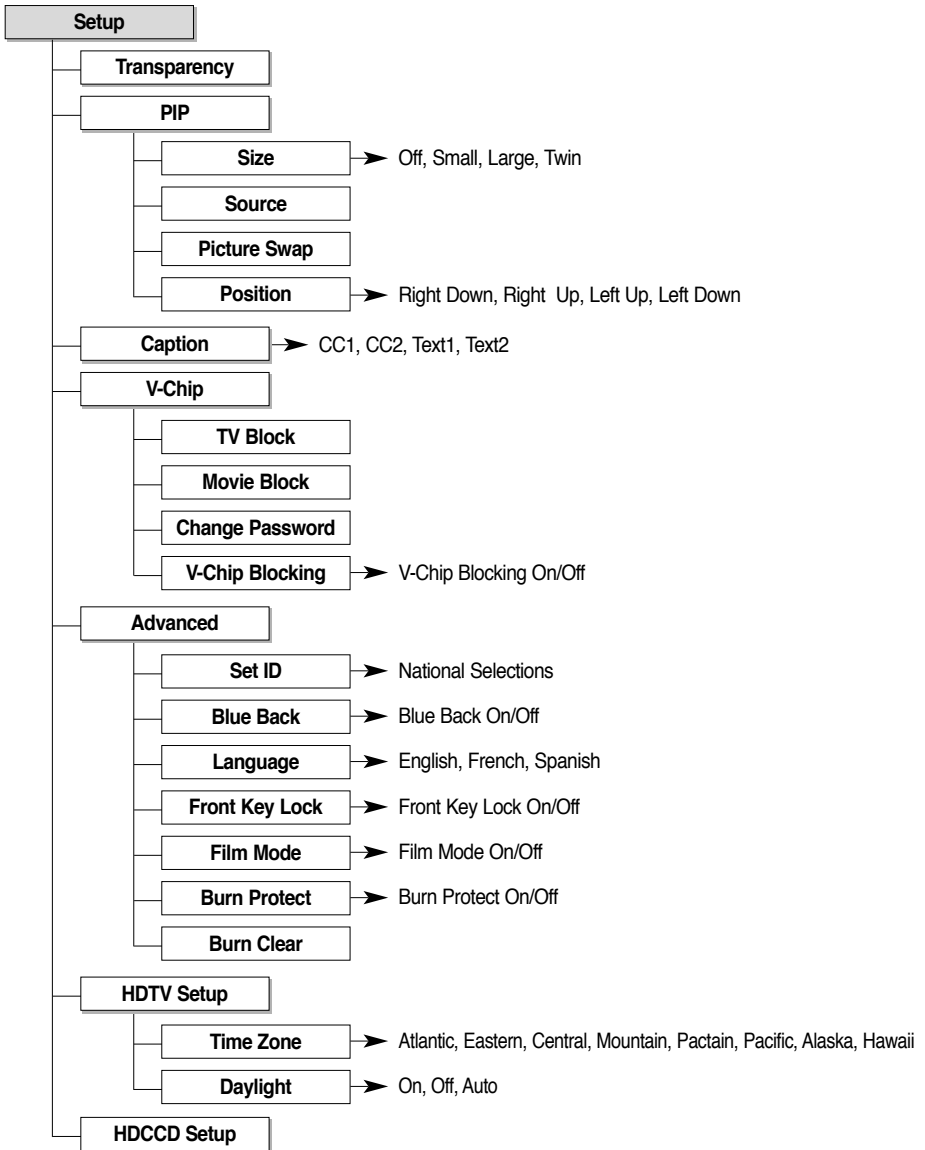 Setup
Transparency
PIP
Size Off, Small, Large, Twin
Source
Picture Swap
Position Right Down, Right Up, Left Up, Left Down
Caption CC1, CC2, Text1, Text2
V-Chip
TV Block
Movie Block
Change Password
V-Chip Blocking V-Chip Blocking On/Off
Advanced
Set ID National Selections
Blue Back Blue Back On/Off
Language English, French, Spanish
Front Key Lock Front Key Lock On/Off
Film Mode Film Mode On/Off
Burn Protect Burn Protect On/Off
Burn Clear
HDTV Setup
Time Zone Atlantic, Eastern, Central, Mountain, Pactain, Pacific, Alaska, Hawaii
Daylight On, Off, Auto
HDCCD Setup